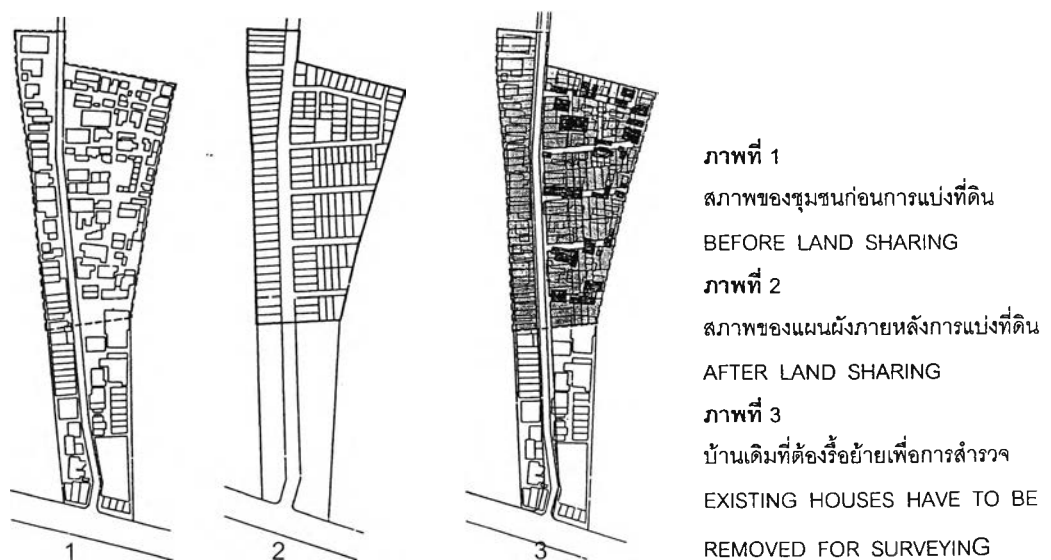 1
2
3
ภาพที่ 1
สภาพของชุมชนก่อนการแบ่งที่ดิน
BEFORE LAND SHARING
ภาพที่ 2
สภาพของแผนผังภายหลังการแบ่งที่ดิน
AFTER LAND SHARING
ภาพที่ 3
บ้านเดิมที่ต้องรื้อย้ายเพื่อการสำรวจ
EXISTING HOUSES HAVE TO BE
REMOVED FOR SURVEYING